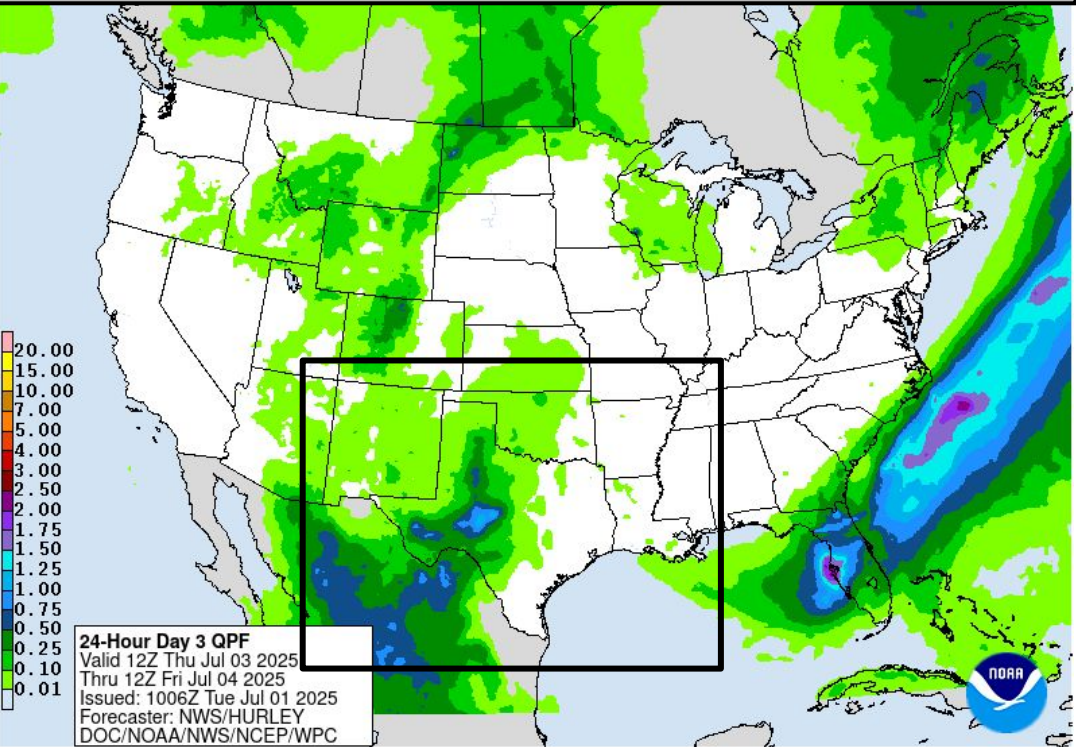 20.00
15.00
10.00
7.00
5.00
4.00
3.00
2.50
2.00
1.75
1.50
1.25
1.00
0.75
0.50
0.25
0.10
0.01
24-Hour Day 3 QPF
Valid 12Z Thu Jul 03 2025
Thru 12Z Fri Jul 04 2025
Issued: 1006Z Tue Jul 01 2025
Forecaster: NWS/HURLEY
DOC/NOAA/NWS/NCEP/WPC
NOAA